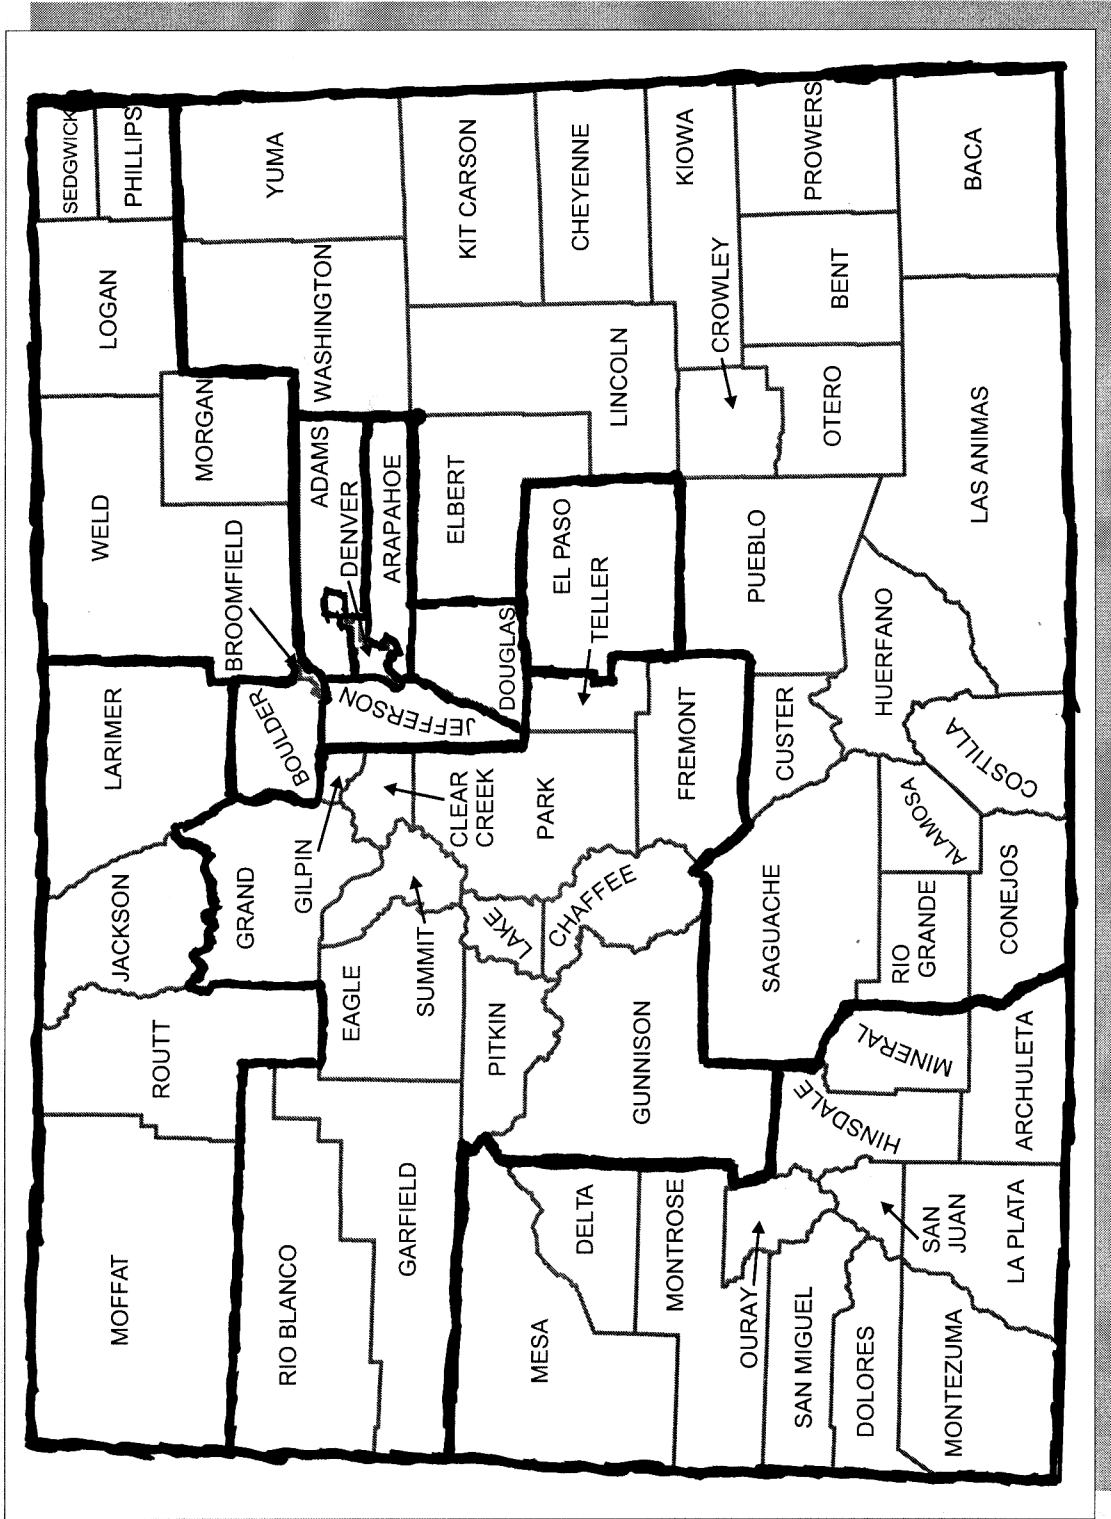 MOFFAT
ROUTT
JACKSON
LARIMER
WELD
LOGAN
SEDGWICK
PHILLIPS
MORGAN
RIO BLANCO
GRAND
BOULDER
BROOMFIELD
GILPIN
ADAMS
DENVER
WASHINGTON
YUMA
GARFIELD
EAGLE
SUMMIT
CLEAR
CREEK
JEFFERSON
ARAPAHOE
MESA
PITKIN
LAKE
PARK
DOUGLAS
ELBERT
KIT CARSON
DELTA
GUNNISON
CHAFFEE
TELLER
EL PASO
LINCOLN
CHEYENNE
MONTROSE
FREMONT
KIOWA
OURAY
SAN MIGUEL
HINSDALE
SAGUACHE
CUSTER
PUEBLO
CROWLEY
DOLORES
SAN
JUAN
MINERAL
RIO
GRANDE
ALAMOSA
HUERFANO
OTERO
BENT
PROWERS
MONTEZUMA
LA PLATA
ARCHULETA
CONEJOS
COSTILLA
LAS ANIMAS
BACA